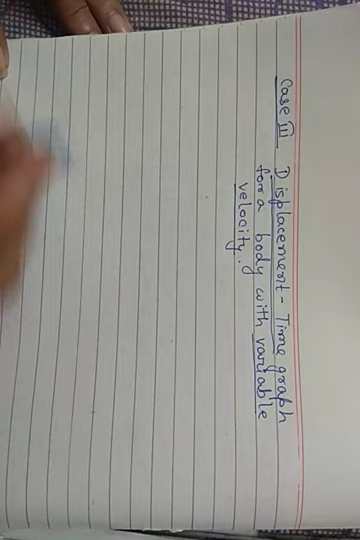 Case III Displacement - Time graph
for a body with variable
velocity.